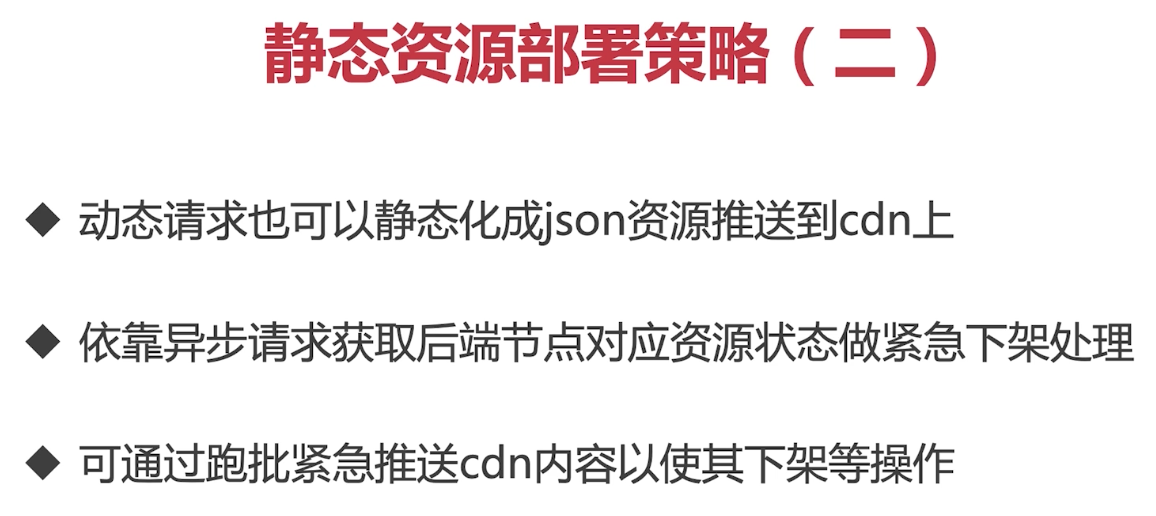 静态资源部署策略（二）
◆ 动态请求也可以静态化成json资源推送到cdn上
◆ 依靠异步请求获取后端节点对应资源状态做紧急下架处理
◆ 可通过跑批紧急推送cdn内容以使其下架等操作